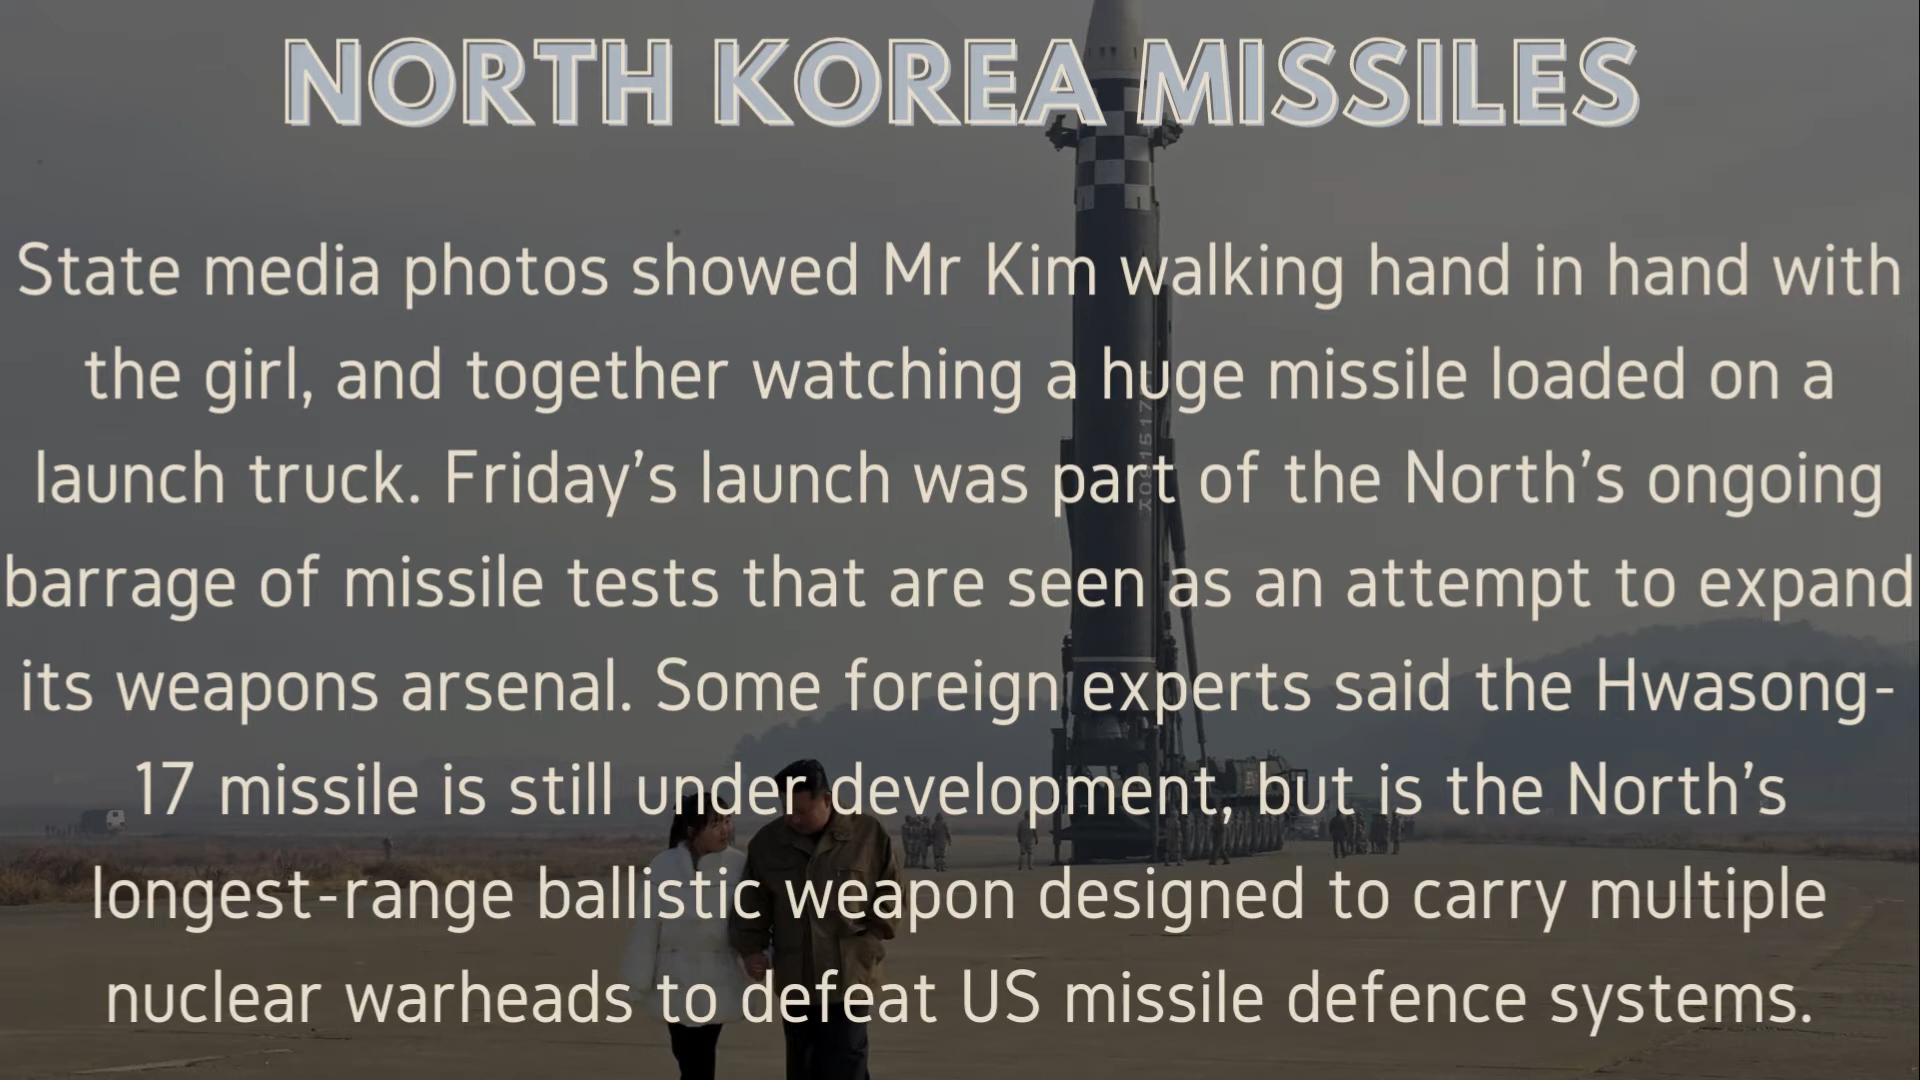 NORTH KOREA MISSILES
State media photos showed Mr Kim walking hand in hand with
the girl, and together watching a huge missile loaded on a
launch truck. Friday’s launch was part of the North’s ongoing
barrage of missile tests that are seen as an attempt to expand
its weapons arsenal. Some foreign experts said the Hwasong-
17 missile is still under development, but is the North’s
longest-range ballistic weapon designed to carry multiple
nuclear warheads to defeat US missile defence systems.